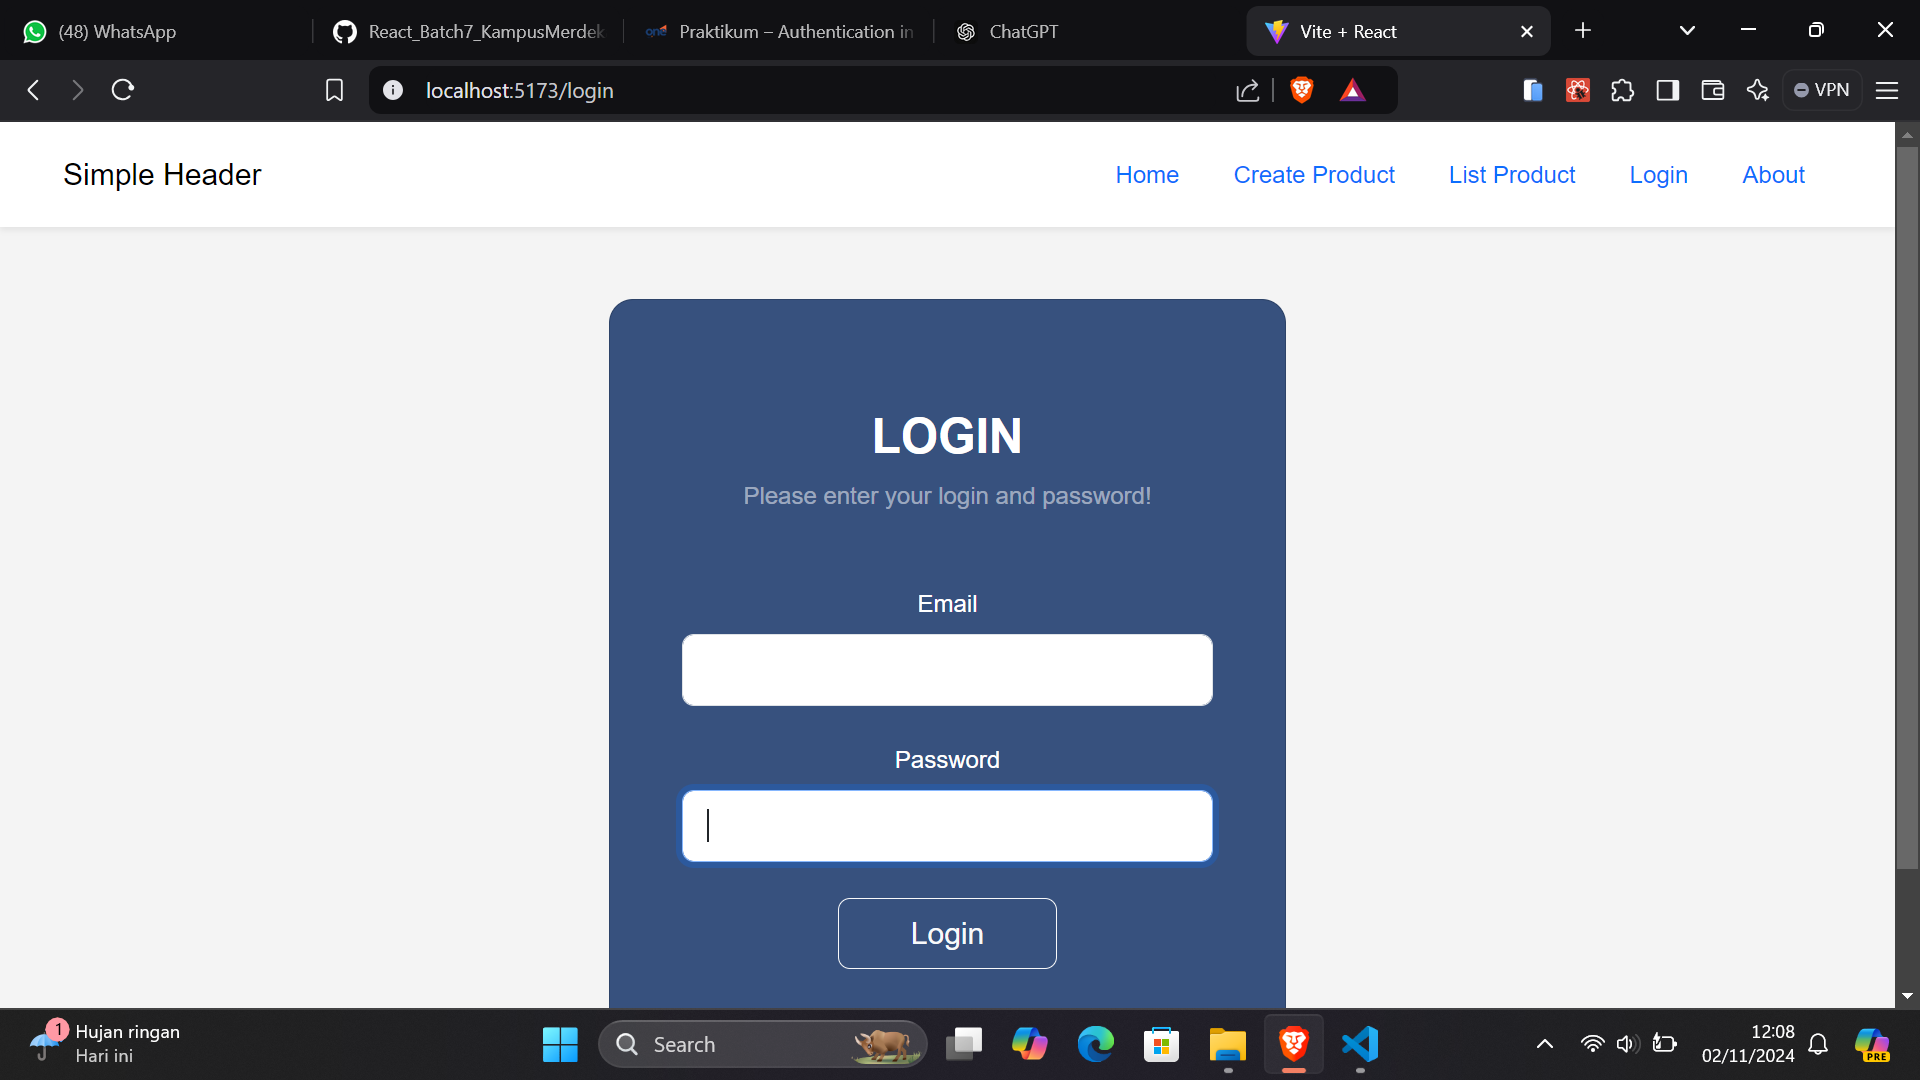 (48) WhatsApp
React_Batch7_KampusMerdek
Praktikum – Authentication in
ChatGPT
Vite + React
localhost:5173/login
VPN
Simple Header
Home
Create Product
List Product
Login
About
LOGIN
Please enter your login and password!
Email
Password
Login
1
Hujan ringan
Hari ini
Search
12:08
02/11/2024
PRE